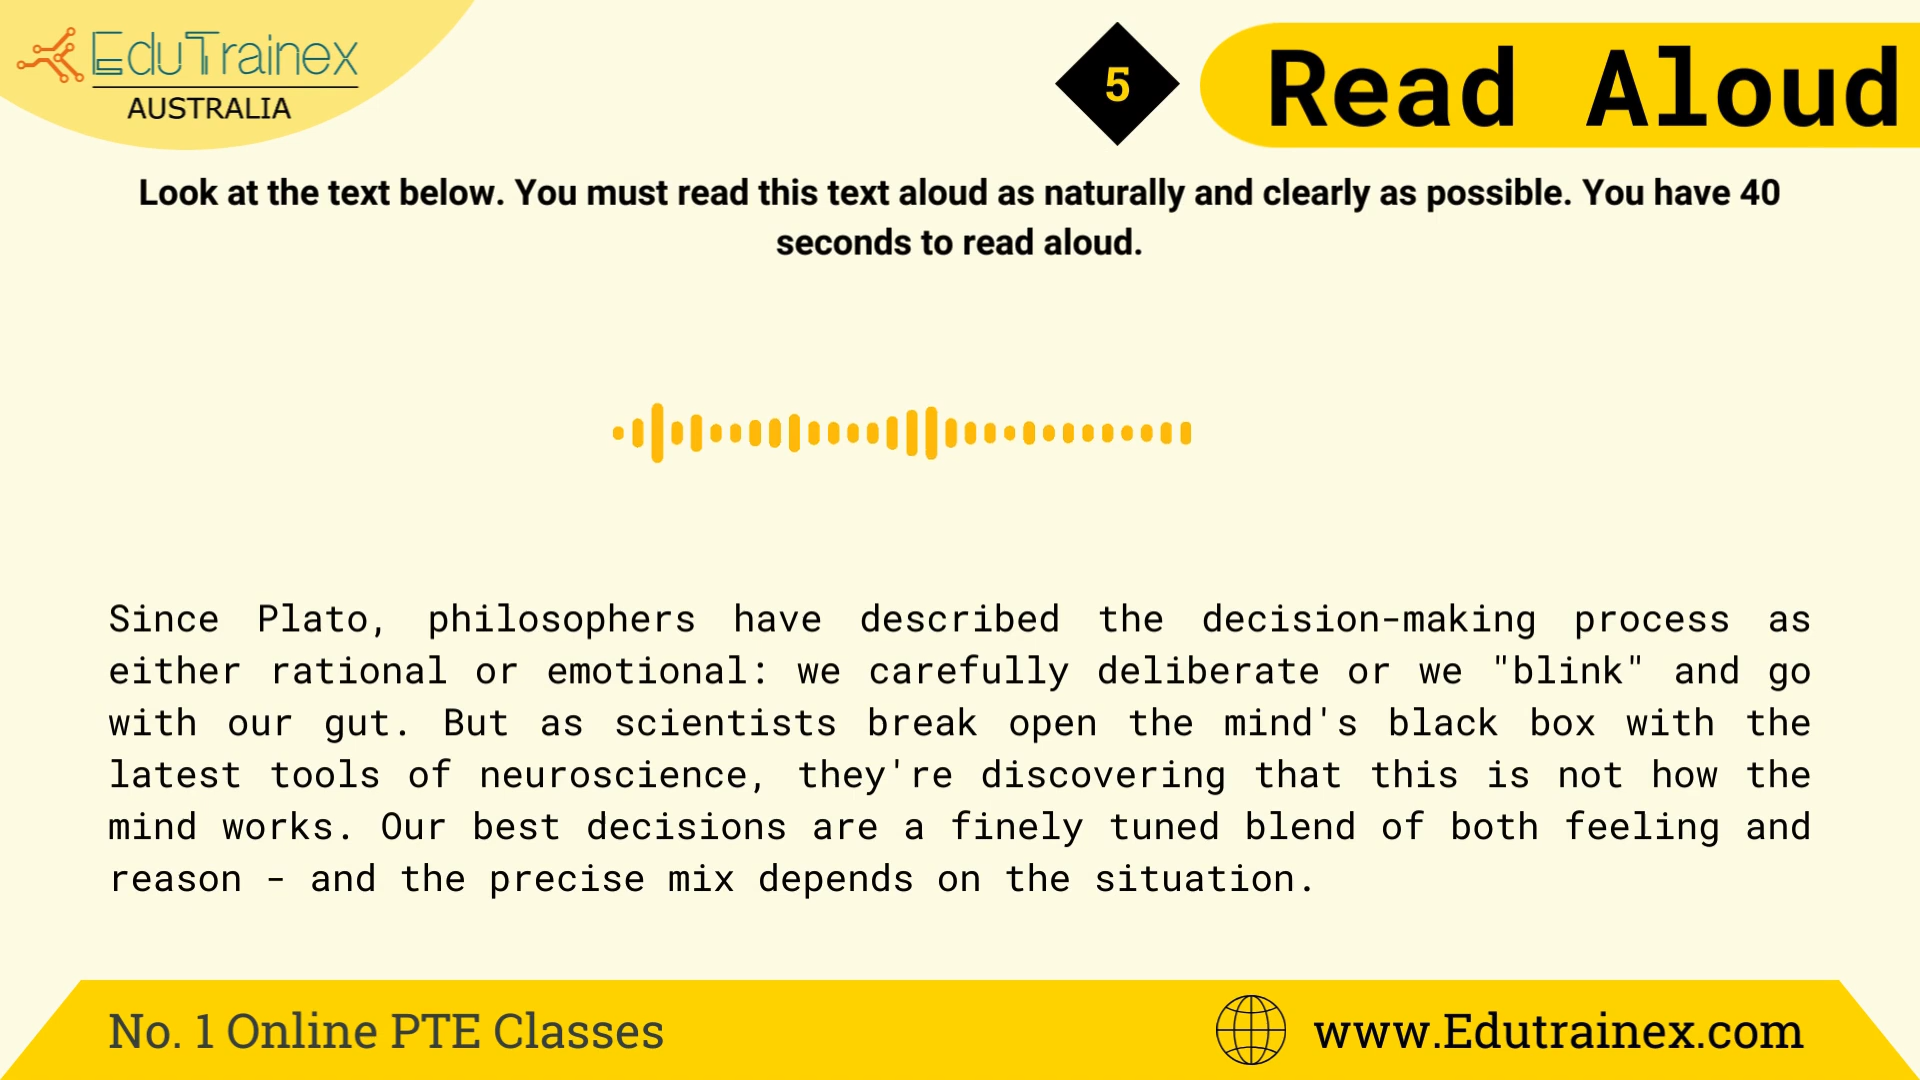 EduTrainex
AUSTRALIA
5
Read Aloud
Look at the text below. You must read this text aloud as naturally and clearly as possible. You have 40
seconds to read aloud.
Since Plato, philosophers have described the decision-making process as
either rational or emotional: we carefully deliberate or we "blink" and go
with our gut. But as scientists break open the mind's black box with the
latest tools of neuroscience, they're discovering that this is not how the
mind works. Our best decisions are a finely tuned blend of both feeling and
reason - and the precise mix depends on the situation.
No. 1 Online PTE Classes
www.Edutrainex.com